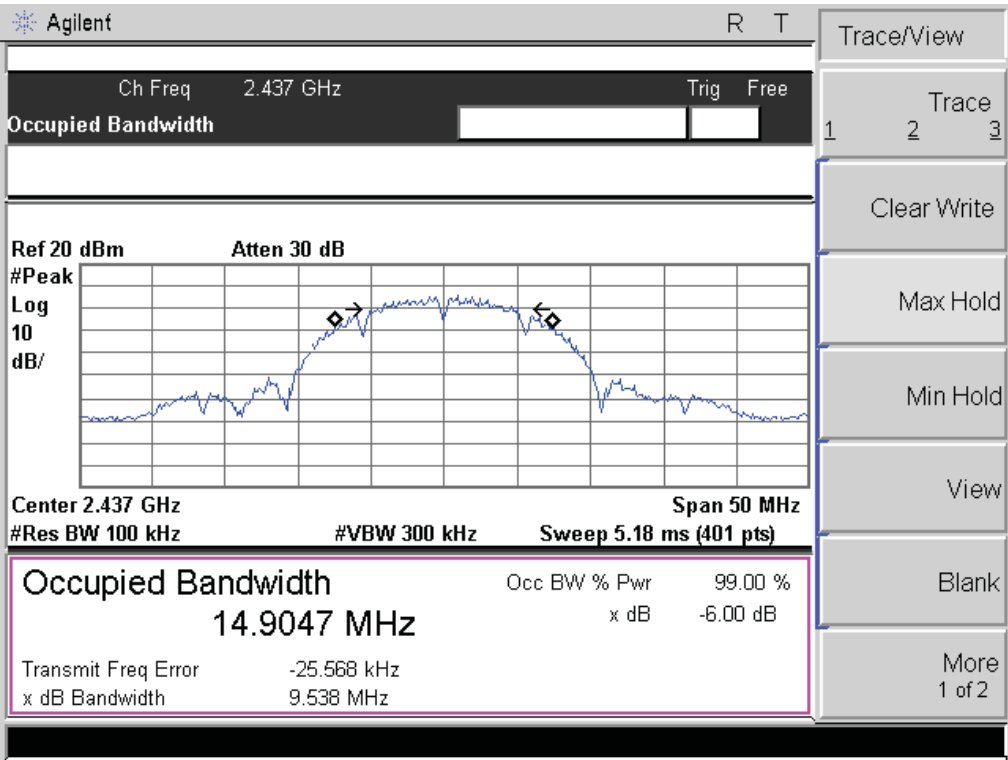 Agilent R T
Ch Freq 2.437 GHz Trig Free
Occupied Bandwidth
Ref 20 dBm Atten 30 dB
#Peak
Log
10
dB/
Center 2.437 GHz Span 50 MHz
#Res BW 100 kHz #VBW 300 kHz Sweep 5.18 ms (401 pts)
Occupied Bandwidth
14.9047 MHz
Occ BW % Pwr 99.00 %
x dB -6.00 dB
Transmit Freq Error -25.568 kHz
x dB Bandwidth 9.538 MHz
Trace/View
Trace
1 2 3
Clear Write
Max Hold
Min Hold
View
Blank
More
1 of 2